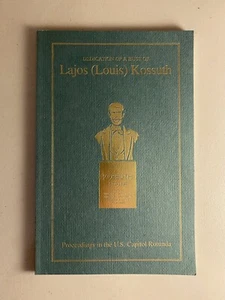 DEDICATION OF A BUST OF
Lajos (Louis) Kossuth
Proceedings in the U.S. Capitol Rotunda